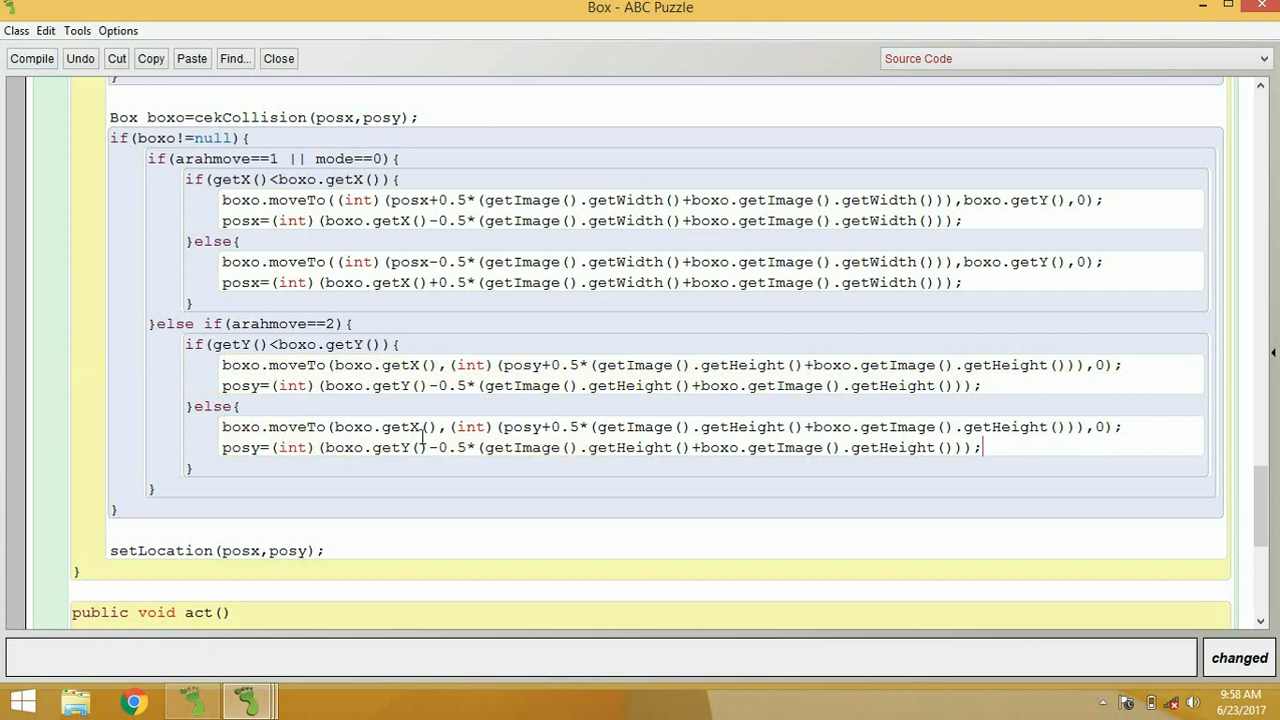 Box - ABC Puzzle
Class Edit Tools Options
Compile Undo Cut Copy Paste Find... Close Source Code
}
Box boxo=cekCollision(posx,posy);
if(boxo!=null){
if(arahmove==1 || mode==0){
if(getX()<boxo.getX()){
boxo.moveTo((int)(posx+0.5*(getImage().getWidth()+boxo.getImage().getWidth())),boxo.getY(),0);
posx=(int)(boxo.getX()-0.5*(getImage().getWidth()+boxo.getImage().getWidth()));
}else{
boxo.moveTo((int)(posx-0.5*(getImage().getWidth()+boxo.getImage().getWidth())),boxo.getY(),0);
posx=(int)(boxo.getX()+0.5*(getImage().getWidth()+boxo.getImage().getWidth()));
}
}else if(arahmove==2){
if(getY()<boxo.getY()){
boxo.moveTo(boxo.getX(),(int)(posy+0.5*(getImage().getHeight()+boxo.getImage().getHeight())),0);
posy=(int)(boxo.getY()-0.5*(getImage().getHeight()+boxo.getImage().getHeight()));
}else{
boxo.moveTo(boxo.getX(),(int)(posy+0.5*(getImage().getHeight()+boxo.getImage().getHeight())),0);
posy=(int)(boxo.getY()-0.5*(getImage().getHeight()+boxo.getImage().getHeight()));
}
}
}
setLocation(posx,posy);
}
public void act()
changed
9:58 AM
6/23/2017